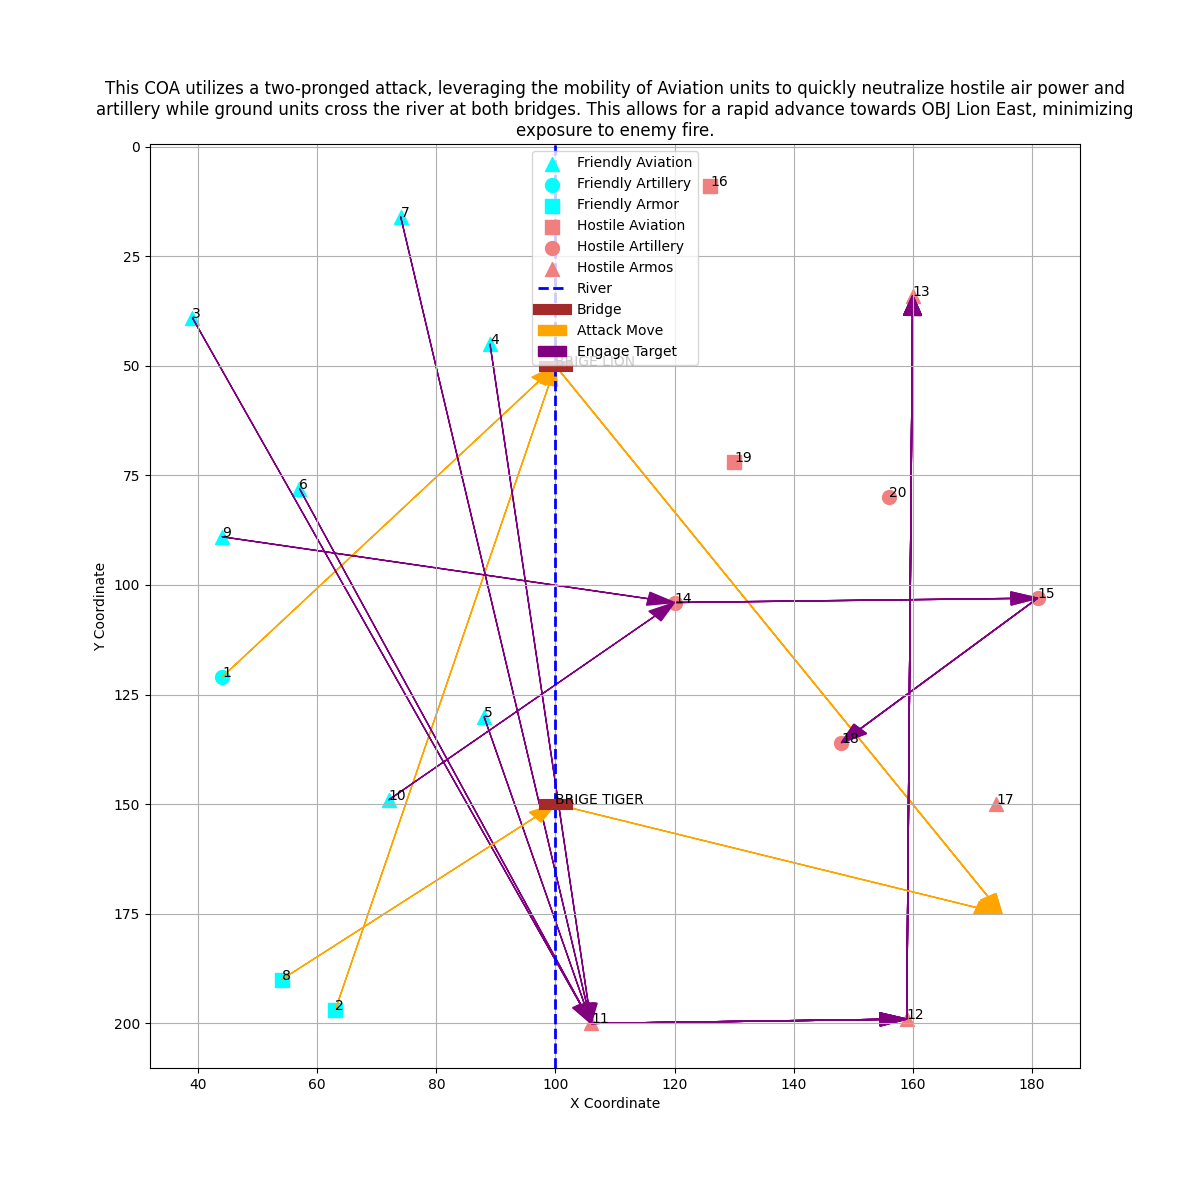 This COA utilizes a two-pronged attack, leveraging the mobility of Aviation units to quickly neutralize hostile air power and
artillery while ground units cross the river at both bridges. This allows for a rapid advance towards OBJ Lion East, minimizing
exposure to enemy fire.
0
25
50
75
100
125
150
175
200
Y Coordinate
Friendly Aviation
Friendly Artillery
Friendly Armor
Hostile Aviation
Hostile Artillery
Hostile Armos
River
Bridge
Attack Move
Engage Target
16
7
13
3
4
BRIGE LION
19
6
20
9
15
14
1
5
18
10
BRIGE TIGER
17
8
2
12
11
40
60
80
100
120
140
160
180
X Coordinate